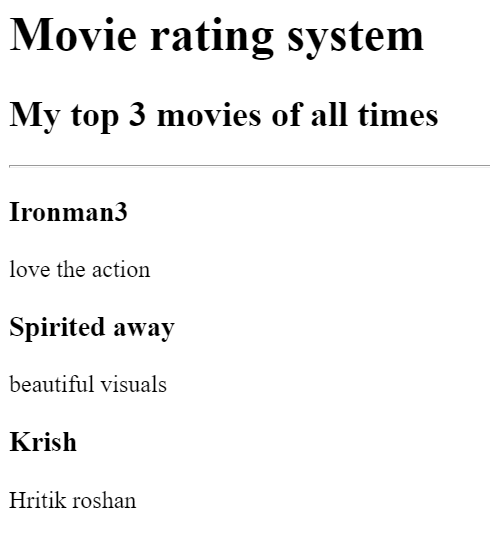 Movie rating system
My top 3 movies of all times
Ironman3
love the action
Spirited away
beautiful visuals
Krish
Hritik roshan